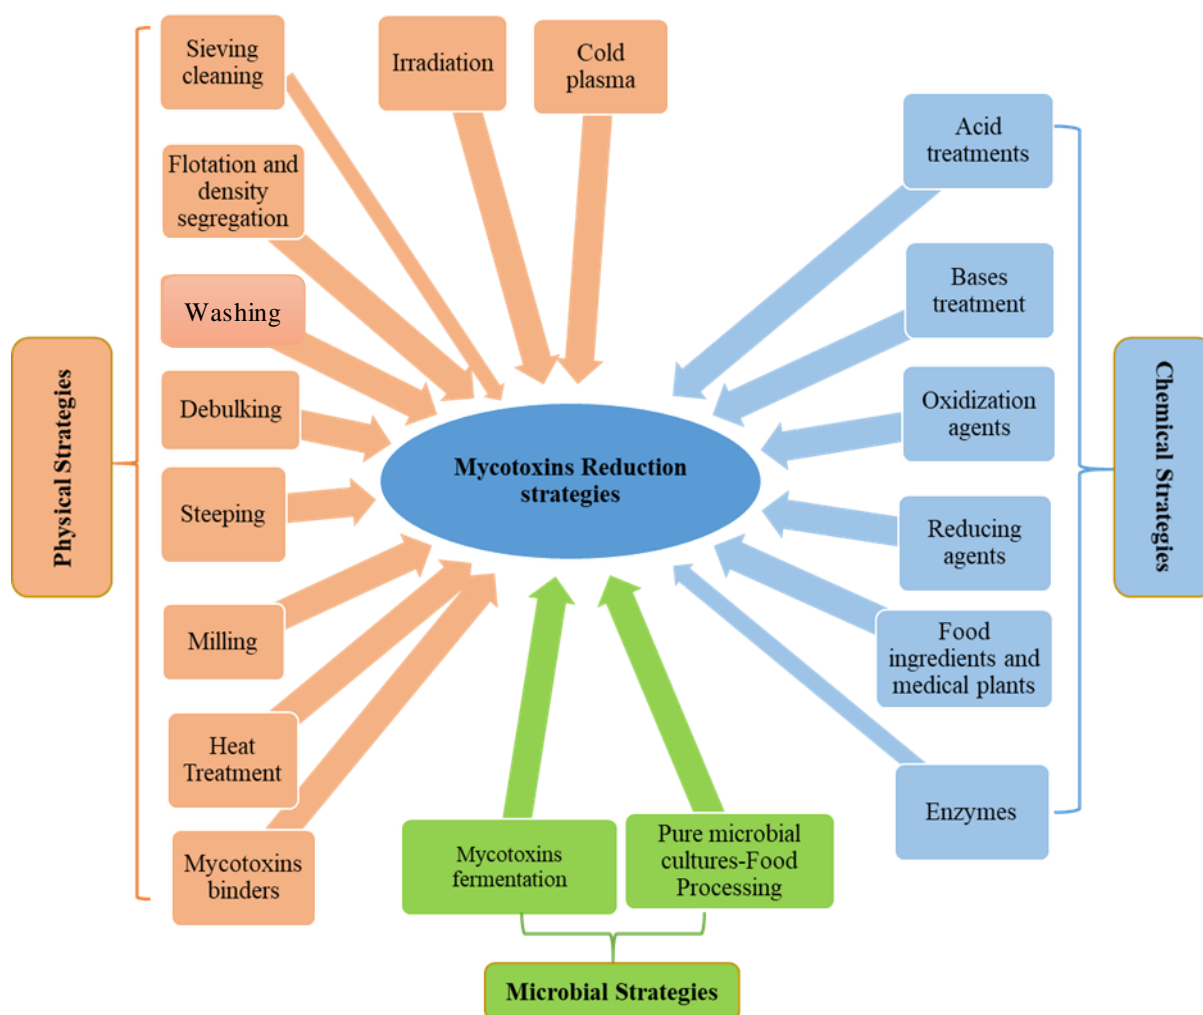 Sieving
cleaning
Irradiation
Cold
plasma
Flotation and
density
segregation
Washing
Debulking
Steeping
Milling
Heat
Treatment
Mycotoxins
binders
Physical Strategies
Mycotoxins Reduction
strategies
Acid
treatments
Bases
treatment
Oxidization
agents
Reducing
agents
Food
ingredients and
medical plants
Enzymes
Chemical Strategies
Mycotoxins
fermentation
Pure microbial
cultures-Food
Processing
Microbial Strategies